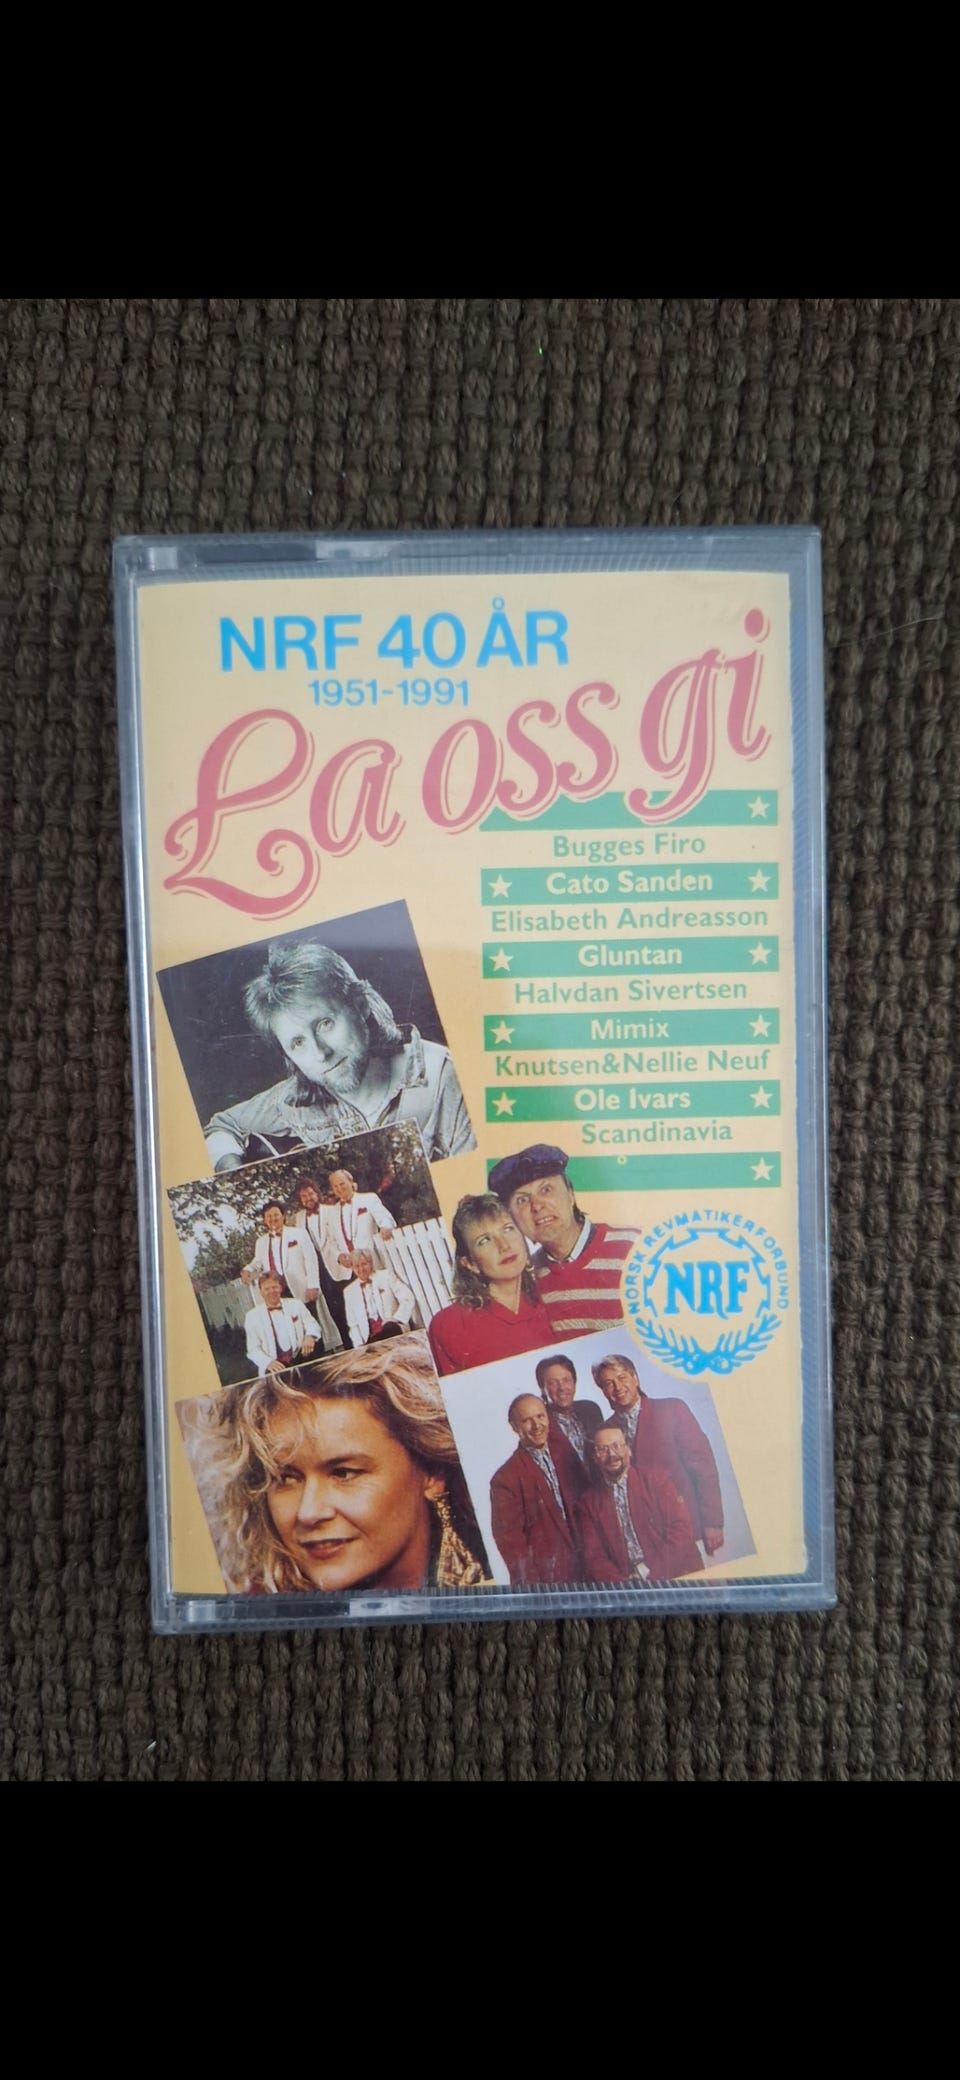 NRF 40 ÅR
1951-1991
La oss gi
Bugges Firo
Cato Sanden
Elisabeth Andreasson
Gluntan
Halvdan Sivertsen
Mimix
Knutsen&Nellie Neuf
Ole Ivars
Scandinavia
NORSK REVMATIKERFORBUND
NRF